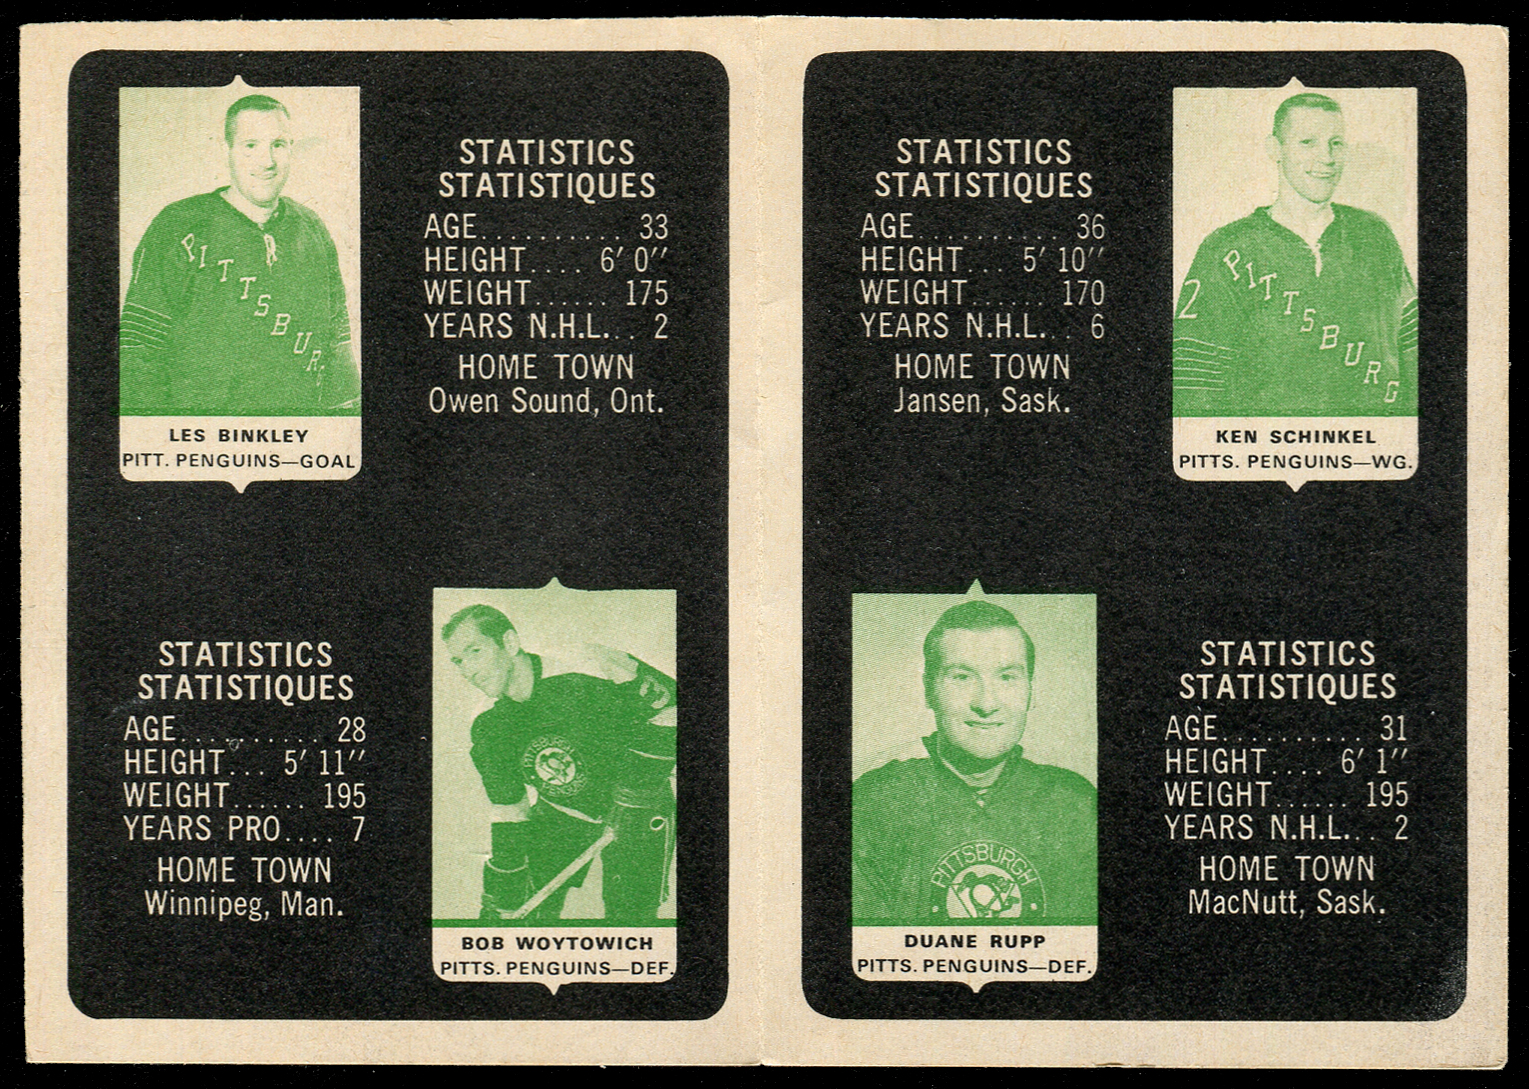 PITTSBURG
LES BINKLEY
PITT. PENGUINS—GOAL
STATISTICS
STATISTIQUES
AGE.......... 33
HEIGHT.... 6′ 0″
WEIGHT...... 175
YEARS N.H.L... 2
HOME TOWN
Owen Sound, Ont.
STATISTICS
STATISTIQUES
AGE.......... 28
HEIGHT... 5′ 11″
WEIGHT...... 195
YEARS PRO.... 7
HOME TOWN
Winnipeg, Man.
3
PITTSBURGH
BOB WOYTOWICH
PITTS. PENGUINS—DEF.
STATISTICS
STATISTIQUES
AGE.......... 36
HEIGHT... 5′ 10″
WEIGHT...... 170
YEARS N.H.L... 6
HOME TOWN
Jansen, Sask.
2
PITTSBURG
KEN SCHINKEL
PITTS. PENGUINS—WG.
PITTSBURGH
DUANE RUPP
PITTS. PENGUINS—DEF.
STATISTICS
STATISTIQUES
AGE.......... 31
HEIGHT.... 6′ 1″
WEIGHT...... 195
YEARS N.H.L... 2
HOME TOWN
MacNutt, Sask.